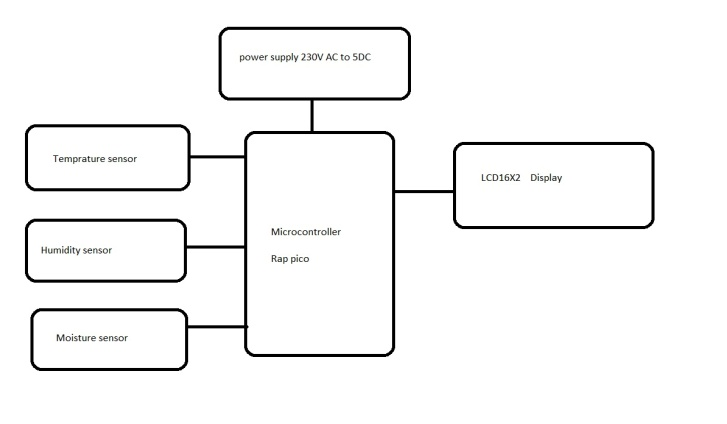 power supply 230V AC to 5DC
Temprature sensor
LCD16X2 Display
Microcontroller
Rap pico
Humidity sensor
Moisture sensor